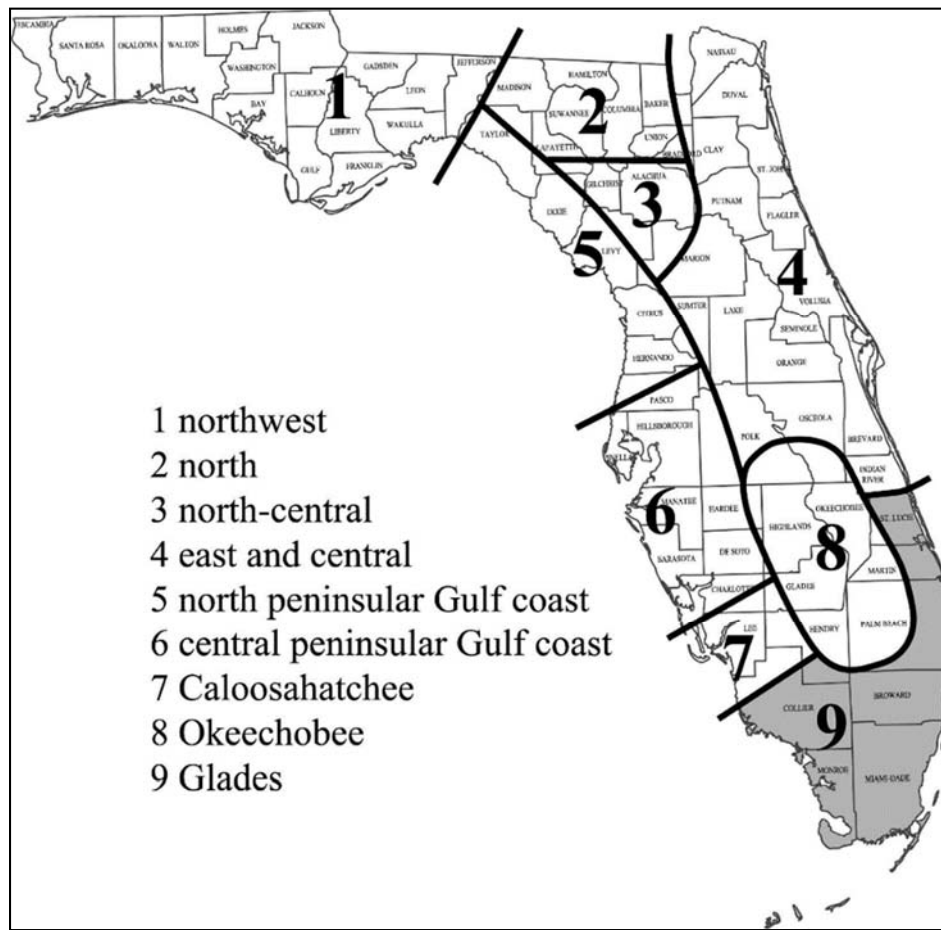 ESCAMBIA
SANTA ROSA
OKALOOSA
WALTON
HOLMES
JACKSON
WASHINGTON
BAY
CALHOUN
1
LIBERTY
GULF
FRANKLIN
GADSDEN
LEON
WAKULLA
JEFFERSON
MADISON
TAYLOR
HAMILTON
2
SUWANNEE
COLUMBIA
BAKER
LAFAYETTE
UNION
BRADFORD
NASSAU
DUVAL
CLAY
ST. JOHNS
GILCHRIST
ALACHUA
3
DIXIE
5
LEVY
MARION
PUTNAM
FLAGLER
4
VOLUSIA
CITRUS
SUMTER
LAKE
SEMINOLE
HERNANDO
ORANGE
PASCO
HILLSBOROUGH
POLK
OSCEOLA
BREVARD
INDIAN
RIVER
MANATEE
6
HARDEE
HIGHLANDS
OKEECHOBEE
8
ST. LUCIE
SARASOTA
DE SOTO
MARTIN
CHARLOTTE
GLADES
LEE
7
HENDRY
PALM BEACH
COLLIER
9
BROWARD
MONROE
MIAMI-DADE
1 northwest
2 north
3 north-central
4 east and central
5 north peninsular Gulf coast
6 central peninsular Gulf coast
7 Caloosahatchee
8 Okeechobee
9 Glades